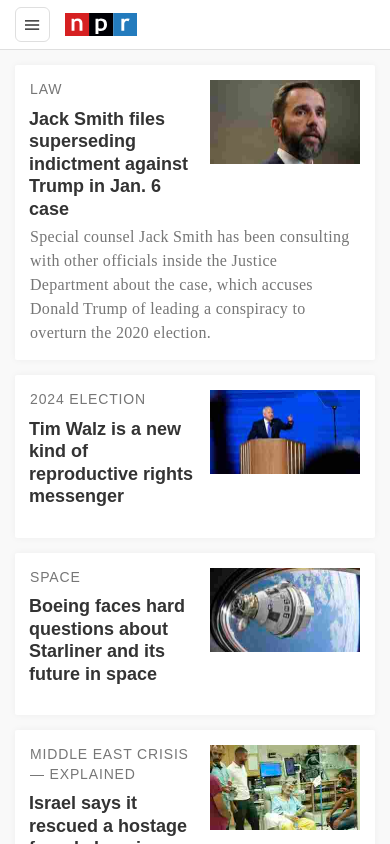 npr
LAW
Jack Smith files
superseding
indictment against
Trump in Jan. 6
case
Special counsel Jack Smith has been consulting
with other officials inside the Justice
Department about the case, which accuses
Donald Trump of leading a conspiracy to
overturn the 2020 election.
2024 ELECTION
Tim Walz is a new
kind of
reproductive rights
messenger
SPACE
Boeing faces hard
questions about
Starliner and its
future in space
MIDDLE EAST CRISIS
— EXPLAINED
Israel says it
rescued a hostage